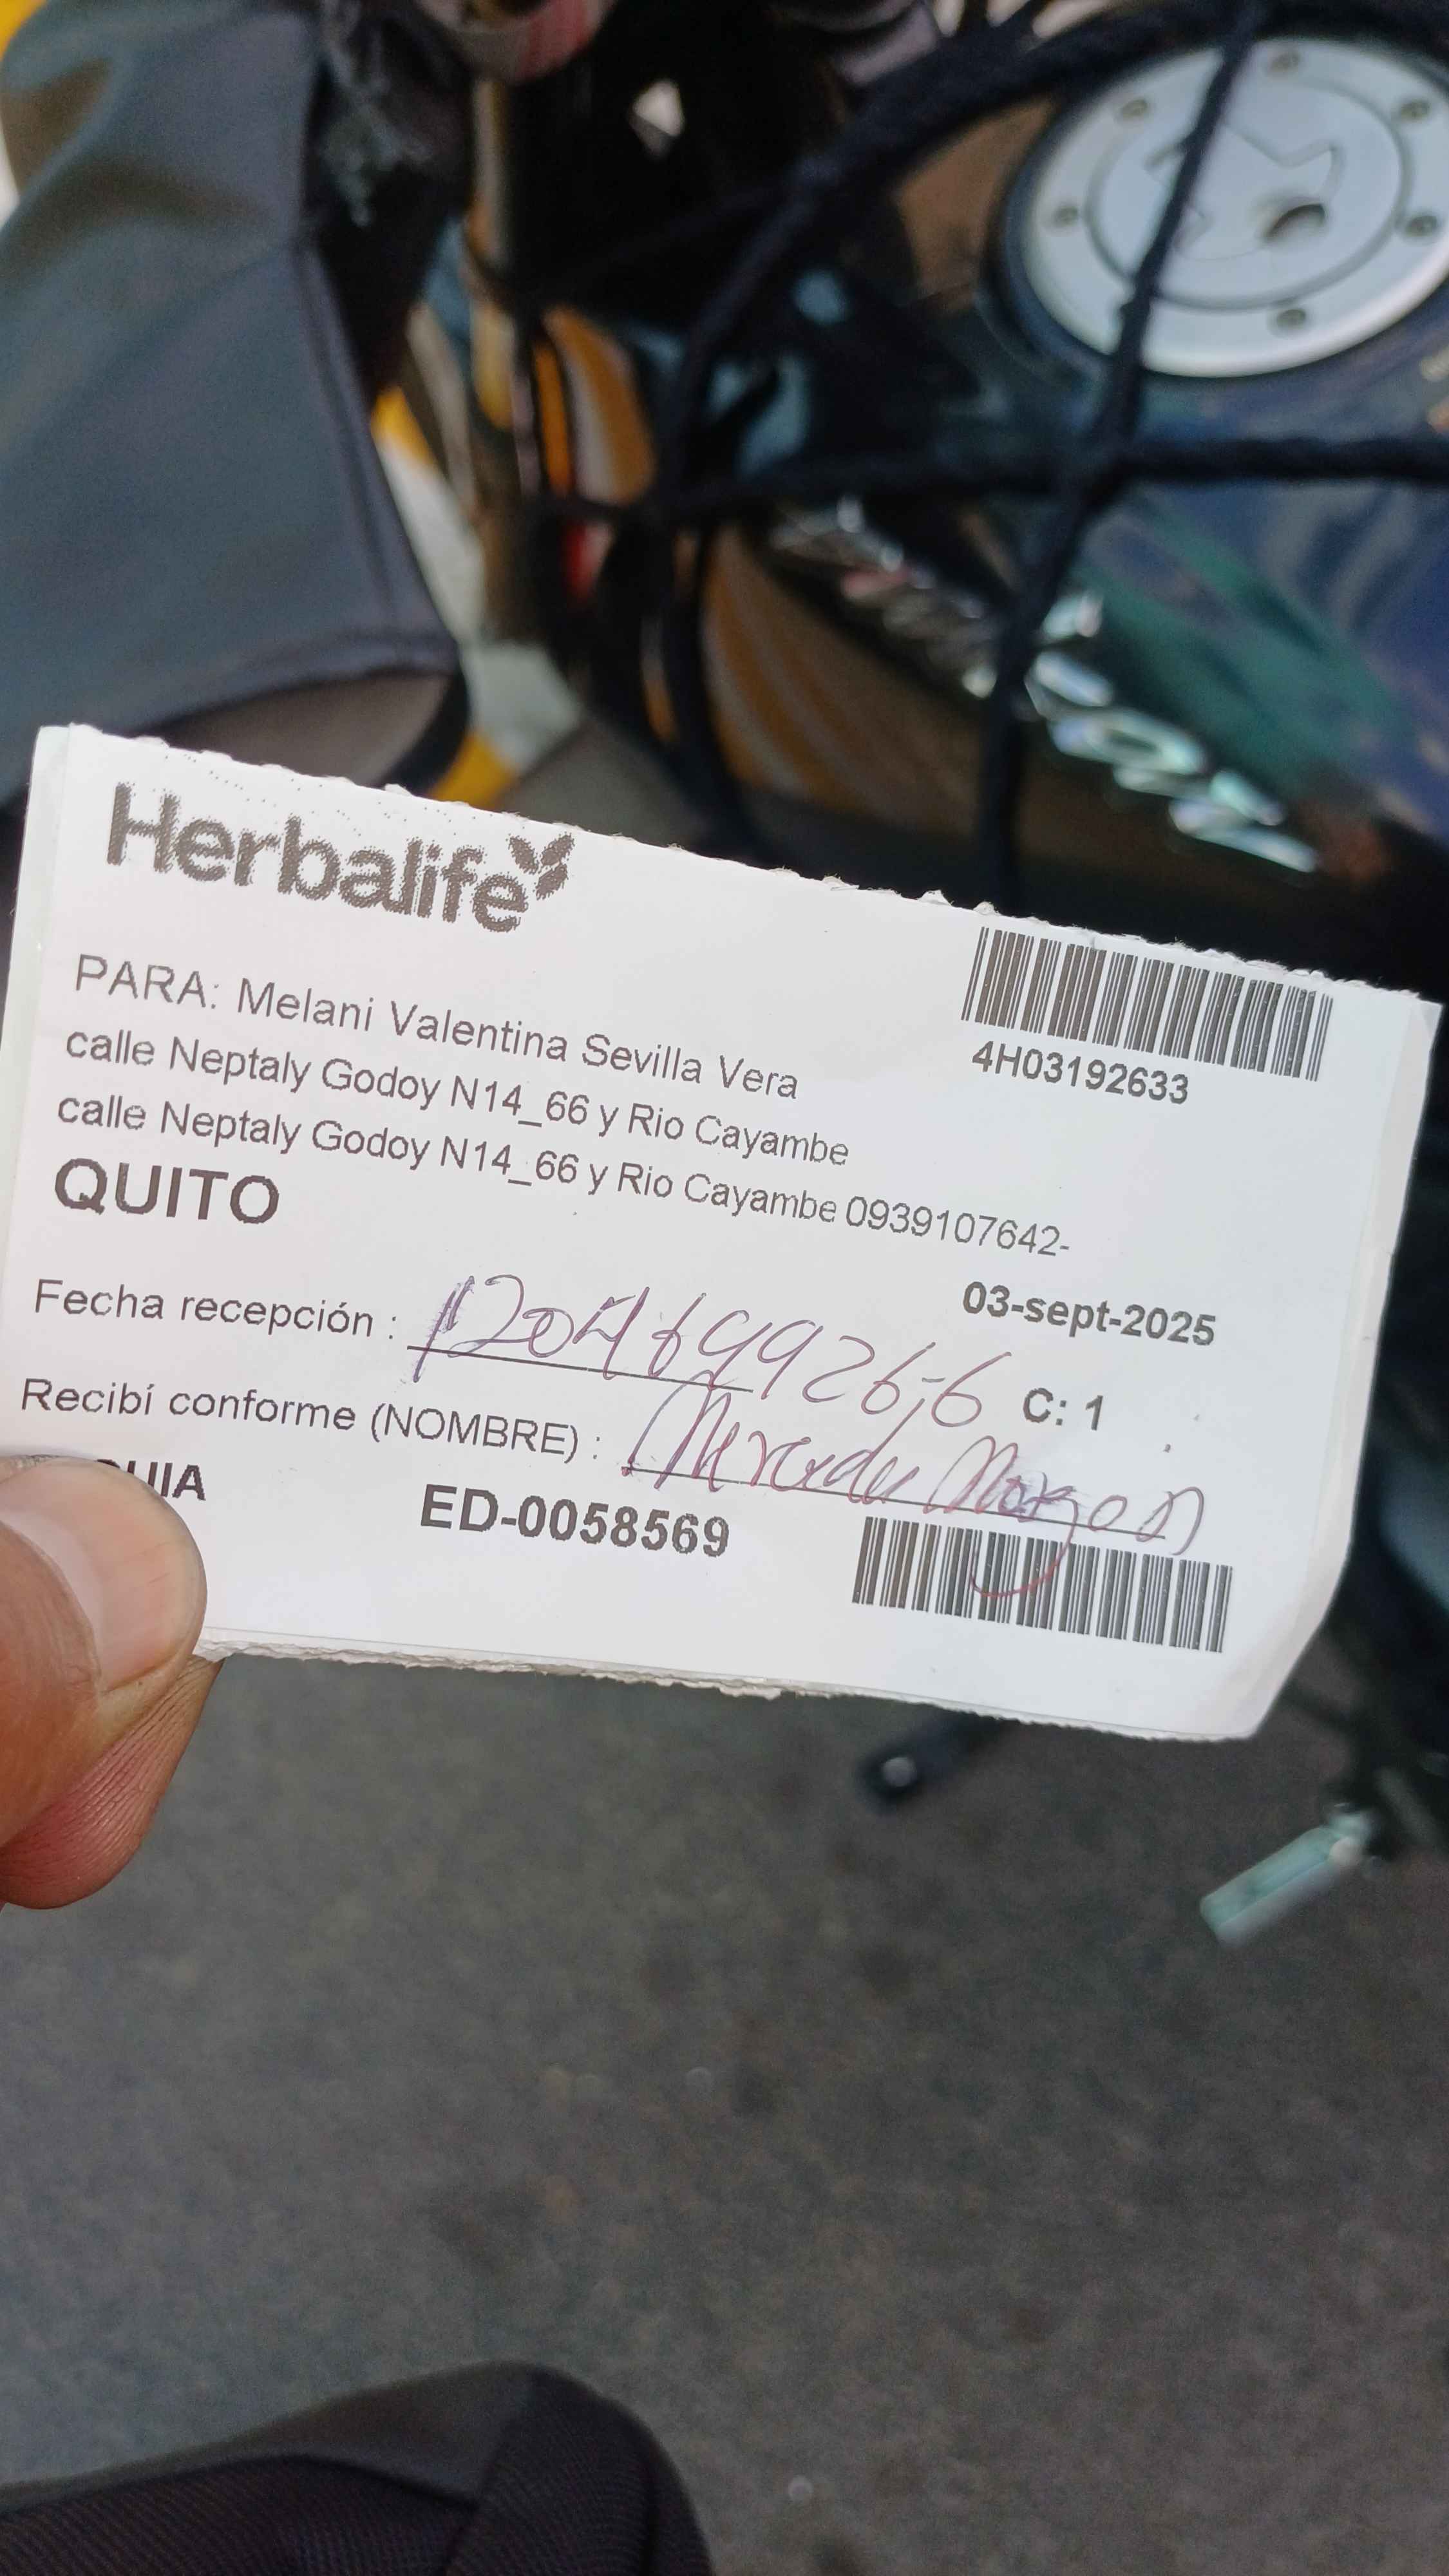 Herbalife
4H03192633
PARA: Melani Valentina Sevilla Vera
calle Neptaly Godoy N14_66 y Rio Cayambe
calle Neptaly Godoy N14_66 y Rio Cayambe 0939107642-
QUITO
03-sept-2025
Fecha recepción :
C: 1
Recibí conforme (NOMBRE) : Mercedes
ED-0058569